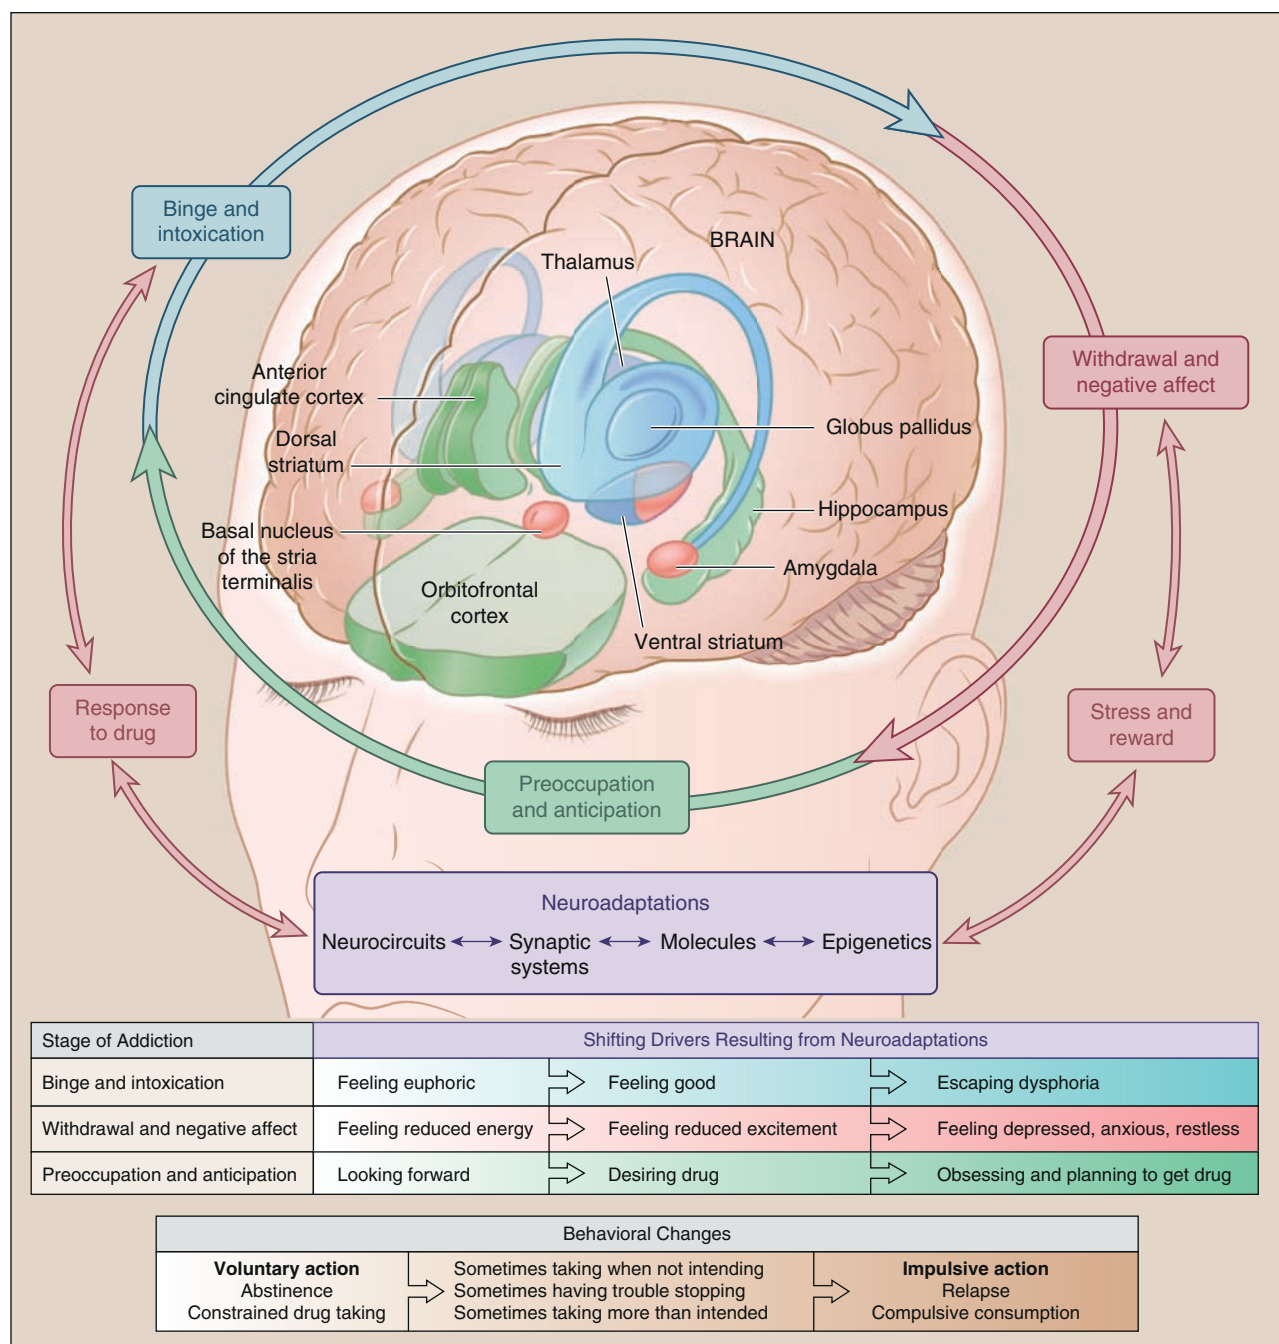 Binge and
intoxication
BRAIN
Thalamus
Withdrawal and
negative affect
Anterior
cingulate cortex
Globus pallidus
Dorsal
striatum
Hippocampus
Basal nucleus
of the stria
terminalis
Amygdala
Orbitofrontal
cortex
Ventral striatum
Response
to drug
Stress and
reward
Preoccupation
and anticipation
Neuroadaptations
Neurocircuits
Synaptic
systems
Molecules
Epigenetics
Stage of Addiction
Shifting Drivers Resulting from Neuroadaptations
Binge and intoxication
Feeling euphoric
Feeling good
Escaping dysphoria
Withdrawal and negative affect
Feeling reduced energy
Feeling reduced excitement
Feeling depressed, anxious, restless
Preoccupation and anticipation
Looking forward
Desiring drug
Obsessing and planning to get drug
Behavioral Changes
Voluntary action
Abstinence
Constrained drug taking
Sometimes taking when not intending
Sometimes having trouble stopping
Sometimes taking more than intended
Impulsive action
Relapse
Compulsive consumption